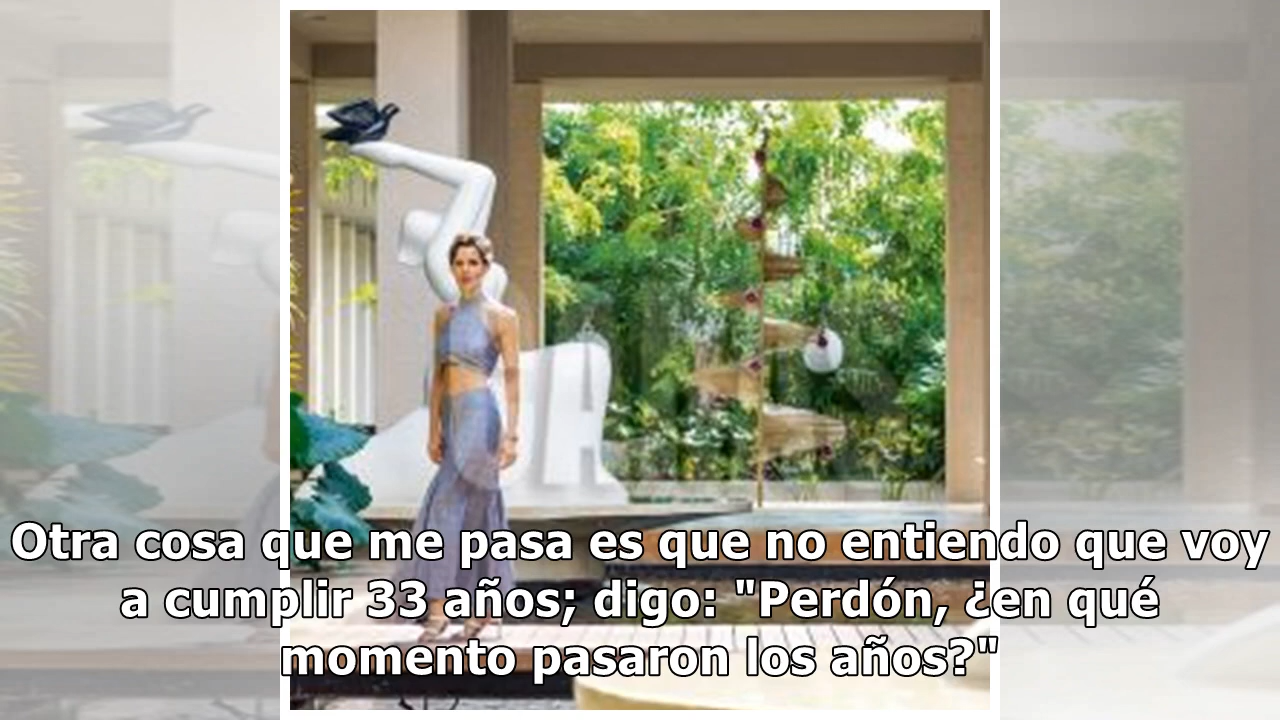 Otra cosa que me pasa es que no entiendo que voy
a cumplir 33 años; digo: "Perdón, ¿en qué
momento pasaron los años?"